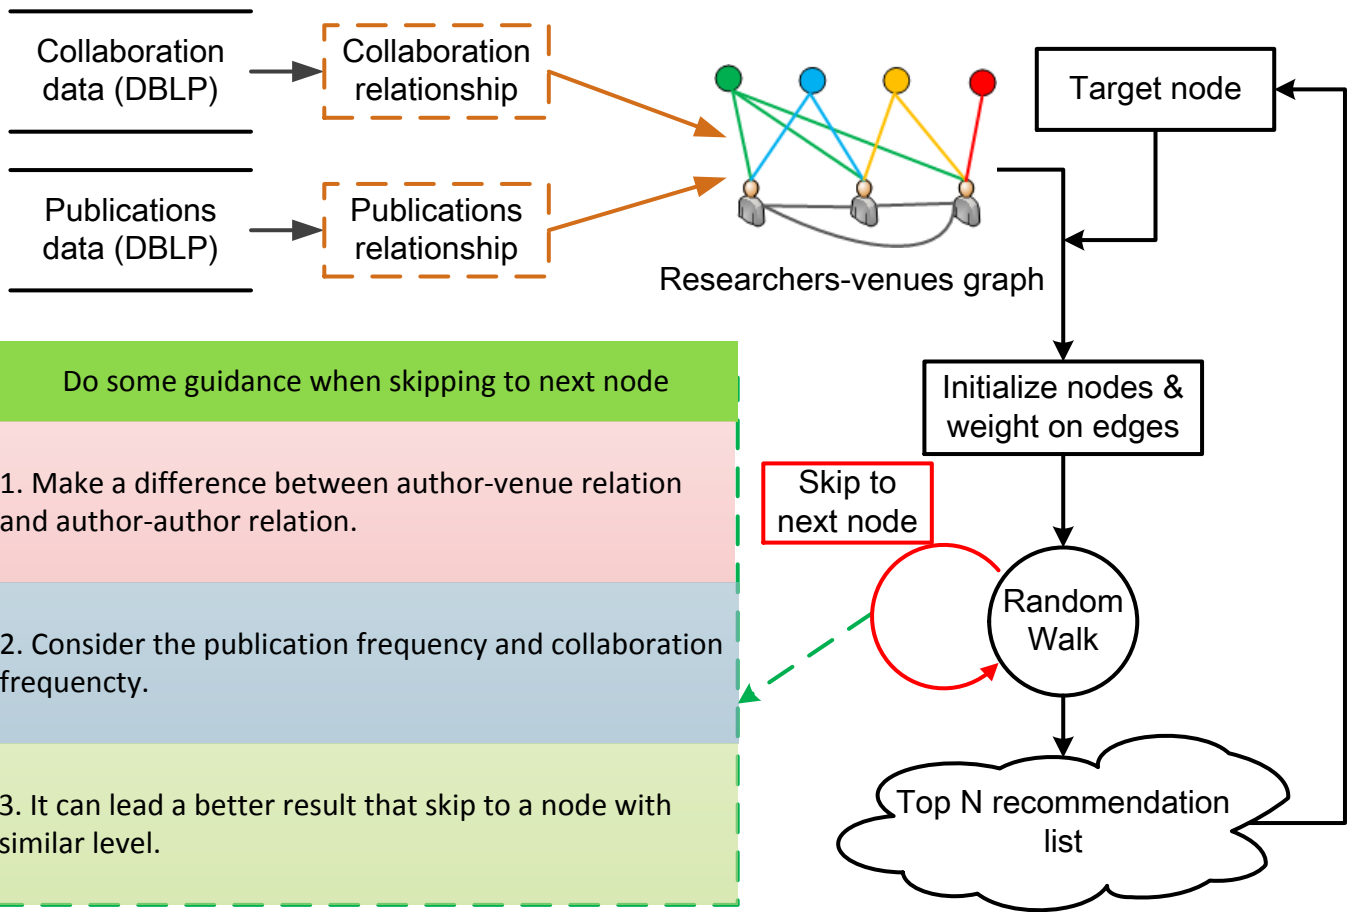 Collaboration
data (DBLP)
Collaboration
relationship
Target node
Publications
data (DBLP)
Publications
relationship
Researchers-venues graph
Do some guidance when skipping to next node
1. Make a difference between author-venue relation
and author-author relation.
2. Consider the publication frequency and collaboration
frequencty.
3. It can lead a better result that skip to a node with
similar level.
Initialize nodes &
weight on edges
Skip to
next node
Random
Walk
Top N recommendation
list